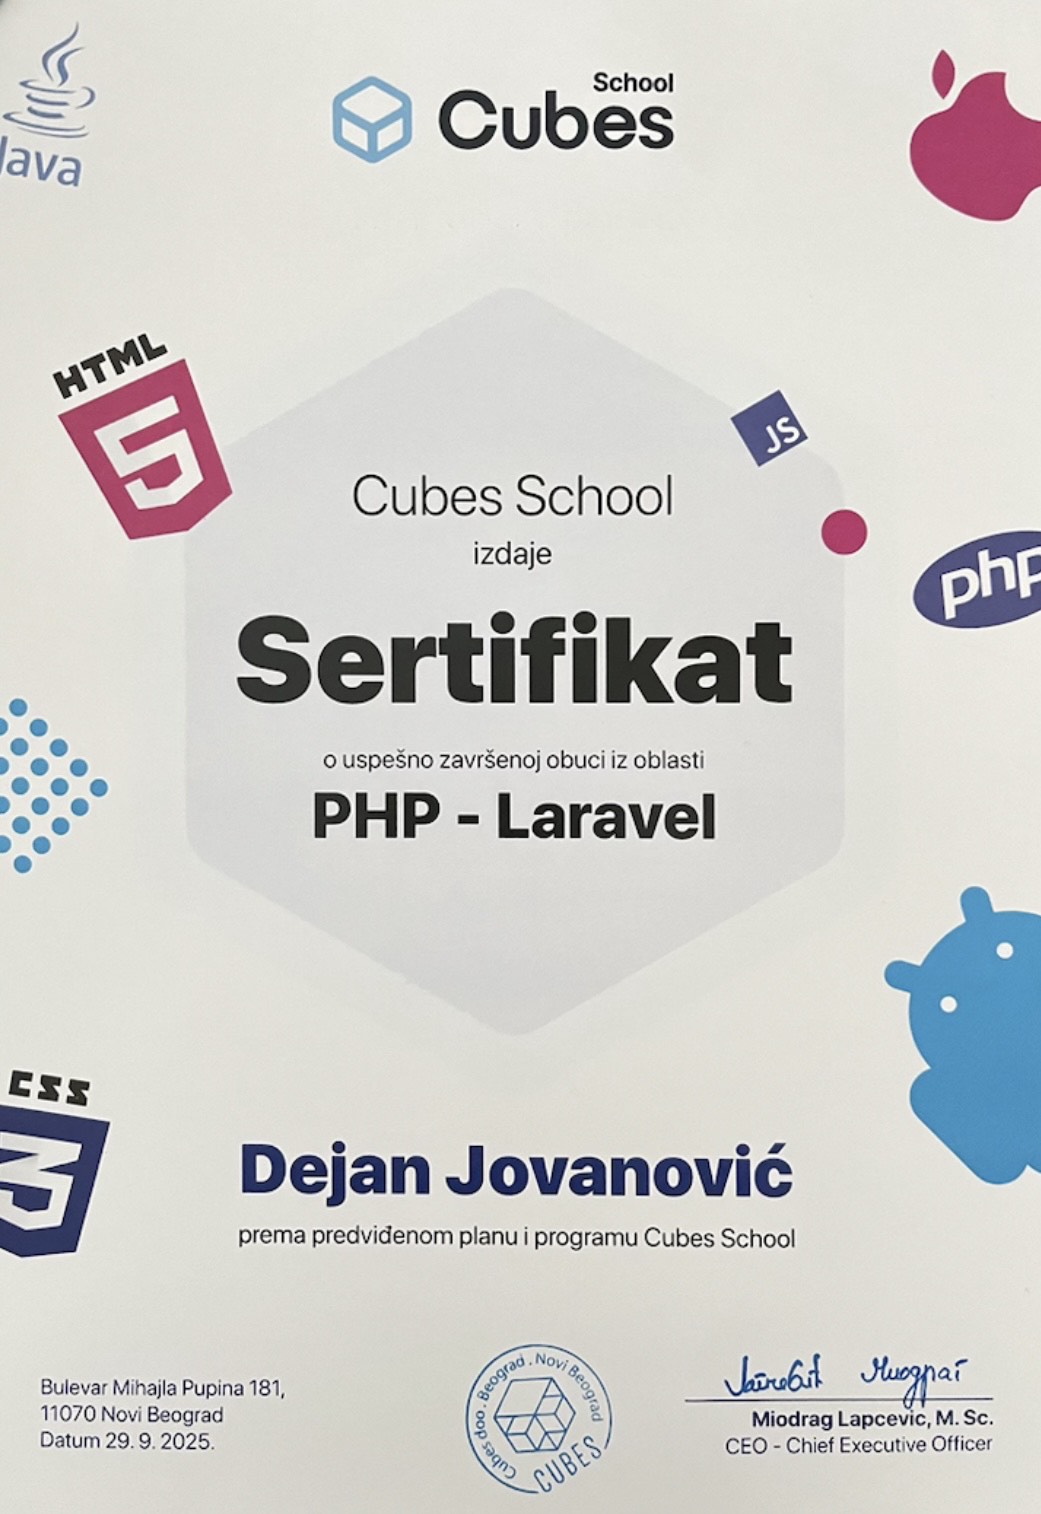 Java
School
Cubes
HTML
5
JS
Cubes School
izdaje
php
Sertifikat
o uspešno završenoj obuci iz oblasti
PHP - Laravel
CSS
3
Dejan Jovanović
prema predviđenom planu i programu Cubes School
Bulevar Mihajla Pupina 181,
11070 Novi Beograd
Datum 29. 9. 2025.
Cubes doo . Beograd . Novi Beograd
CUBES
Miodrag Lapcevic, M. Sc.
CEO - Chief Executive Officer